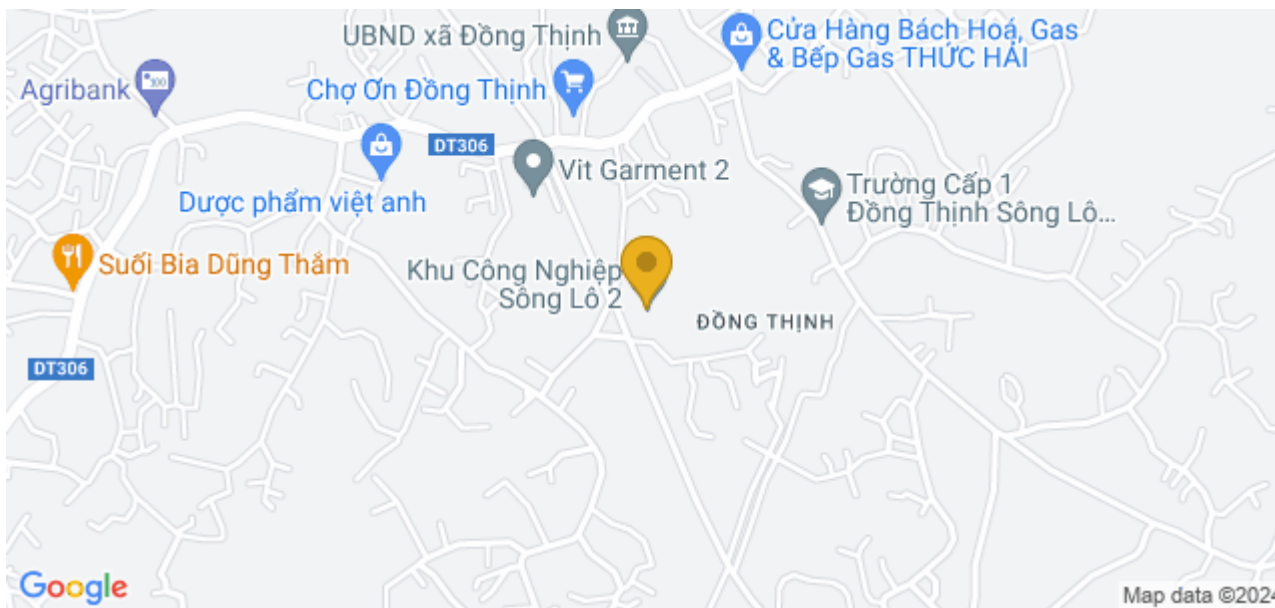 UBND xã Đồng Thịnh
Cửa Hàng Bách Hoá, Gas
& Bếp Gas THỨC HẢI
Agribank
Chợ Ơn Đồng Thịnh
DT306
Vit Garment 2
Dược phẩm việt anh
Trường Cấp 1
Đồng Thịnh Sông Lô...
Suối Bia Dũng Thắm
Khu Công Nghiệp
Sông Lô 2
ĐỒNG THỊNH
DT306
Google
Map data ©2024